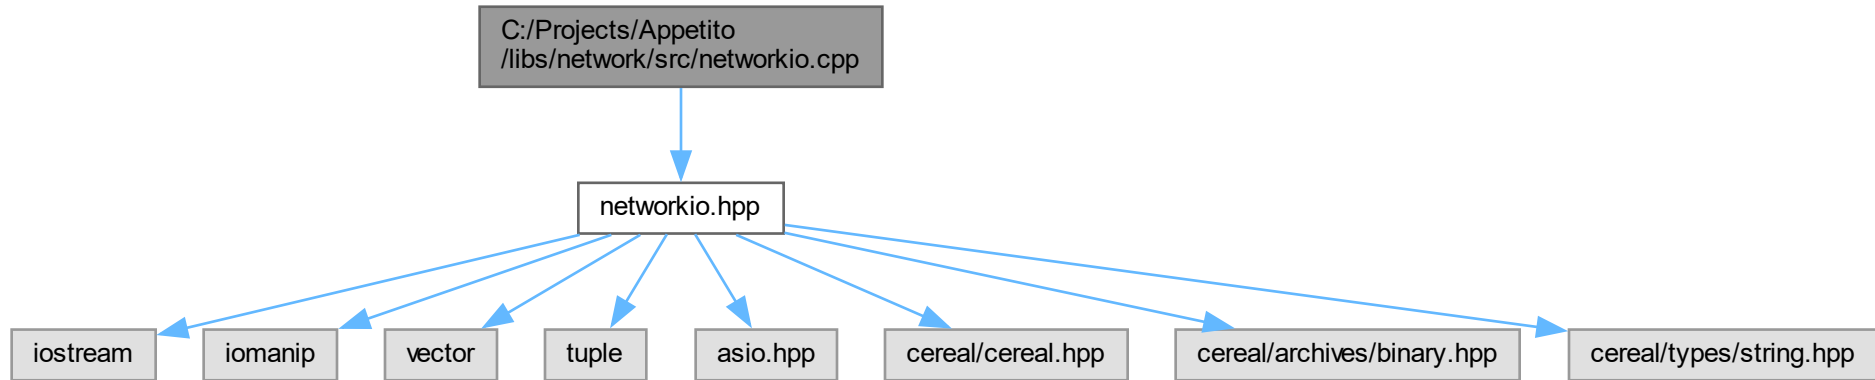 C:/Projects/Appetito
/libs/network/src/networkio.cpp
networkio.hpp
iostream
iomanip
vector
tuple
asio.hpp
cereal/cereal.hpp
cereal/archives/binary.hpp
cereal/types/string.hpp